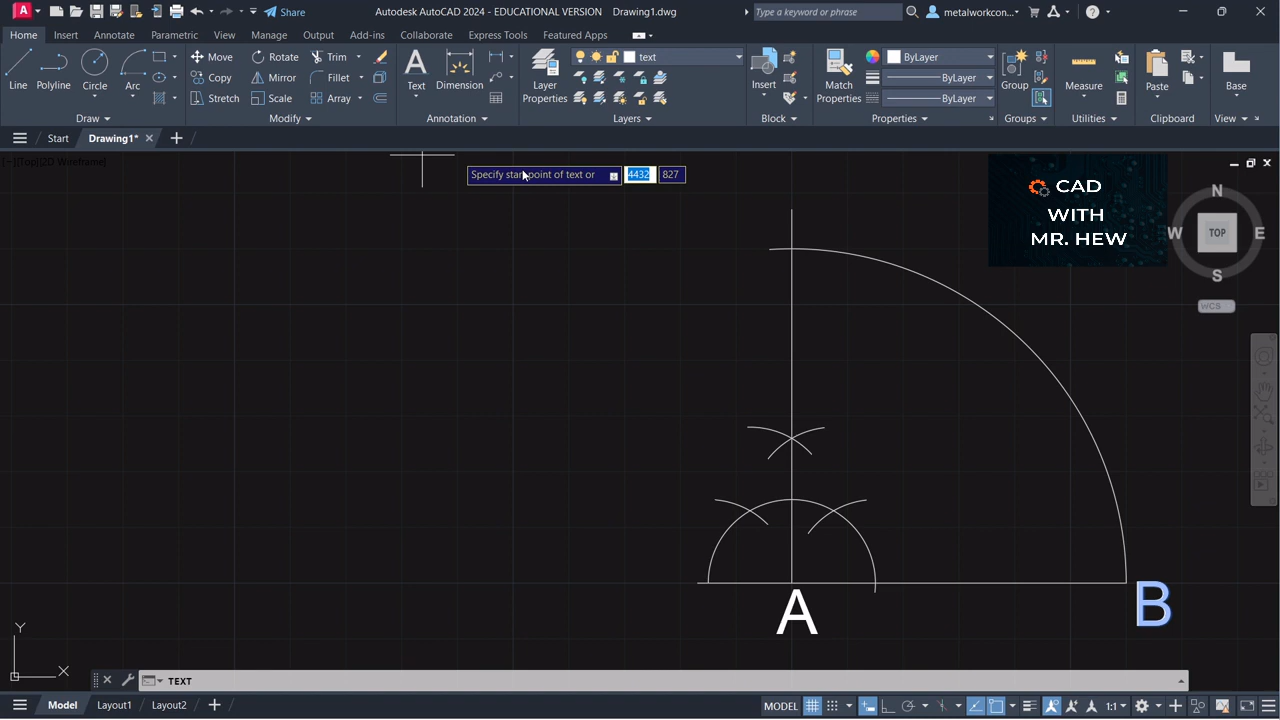 Share
Autodesk AutoCAD 2024 - EDUCATIONAL VERSION Drawing1.dwg
Type a keyword or phrase
metalworkcon...
Home Insert Annotate Parametric View Manage Output Add-ins Collaborate Express Tools Featured Apps
Line
Polyline
Circle
Arc
Move
Copy
Stretch
Rotate
Mirror
Scale
Trim
Fillet
Array
Text
Dimension
Layer
Properties
text
Insert
Match
Properties
ByLayer
ByLayer
ByLayer
Group
Measure
Paste
Base
Draw Modify Annotation Layers Block Properties Groups Utilities Clipboard View
Start Drawing1*
[−][Top][2D Wireframe]
Specify start point of text or 4432 827
CAD
WITH
MR. HEW
N
W TOP E
S
WCS
A
B
Y
X
TEXT
Model Layout1 Layout2
MODEL 1:1